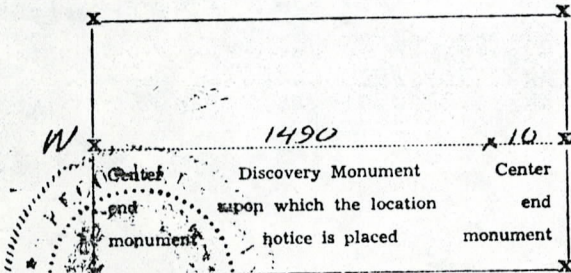 x x
W x 1490 x 10 x
Center Discovery Monument Center
end upon which the location end
monument notice is placed monument
x x